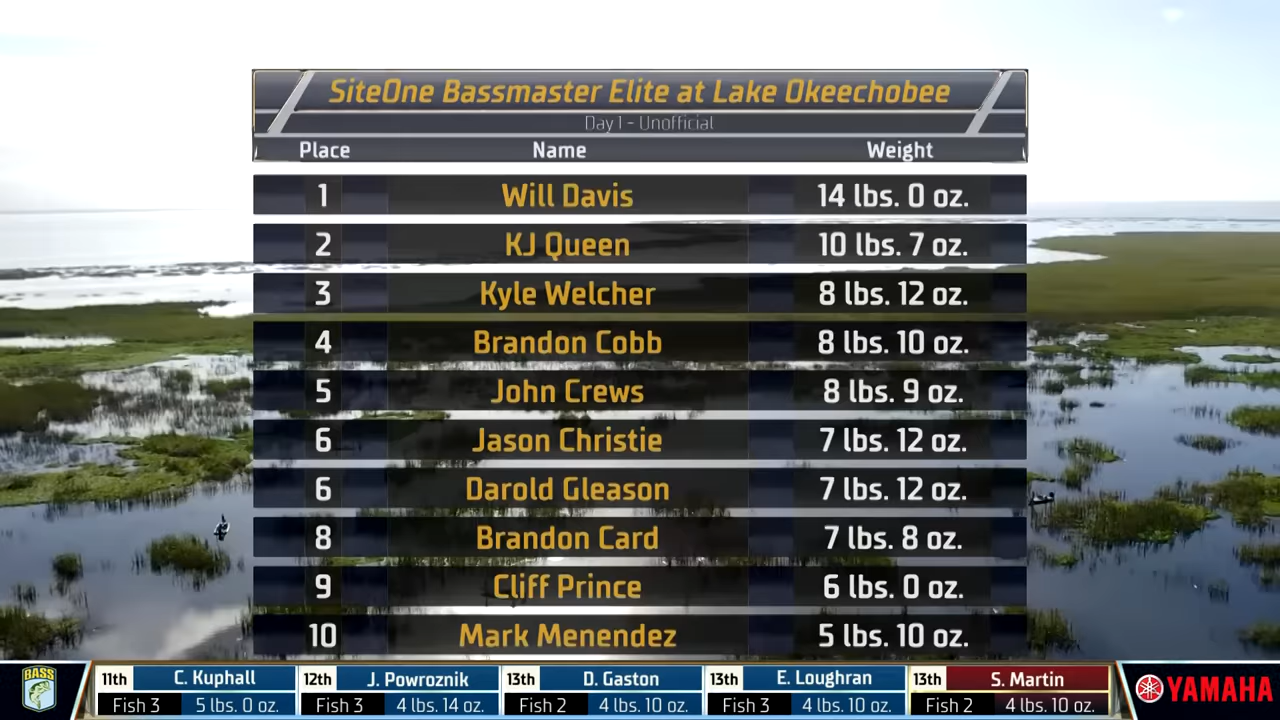 SiteOne Bassmaster Elite at Lake Okeechobee
Day 1 - Unofficial
Place Name Weight
1 Will Davis 14 lbs. 0 oz.
2 KJ Queen 10 lbs. 7 oz.
3 Kyle Welcher 8 lbs. 12 oz.
4 Brandon Cobb 8 lbs. 10 oz.
5 John Crews 8 lbs. 9 oz.
6 Jason Christie 7 lbs. 12 oz.
6 Darold Gleason 7 lbs. 12 oz.
8 Brandon Card 7 lbs. 8 oz.
9 Cliff Prince 6 lbs. 0 oz.
10 Mark Menendez 5 lbs. 10 oz.
BASS
11th C. Kuphall 12th J. Powroznik 13th D. Gaston 13th E. Loughran 13th S. Martin
Fish 3 5 lbs. 0 oz. Fish 3 4 lbs. 14 oz. Fish 2 4 lbs. 10 oz. Fish 3 4 lbs. 10 oz. Fish 2 4 lbs. 10 oz.
YAMAHA